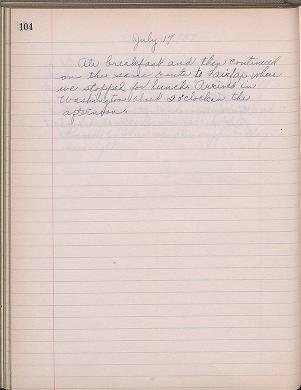 104
July 17
Ate breakfast and then continued
on the same route to Fairfax where
we stopped for lunch. Arrived in
Washington about 2 o'clock in the
afternoon.